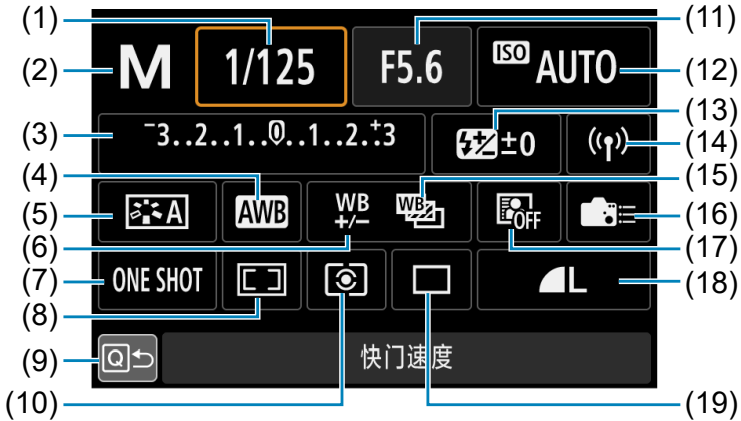 (1) (11)
(2) M 1/125 F5.6 ISO AUTO (12)
(13)
(3) -3..2..1..0..1..2..+3 ±0 (14)
(4) (15)
(5) A AWB WB +/- WB (16)
(6) OFF (17)
(7) ONE SHOT L (18)
(8)
(9) Q 快门速度
(10) (19)